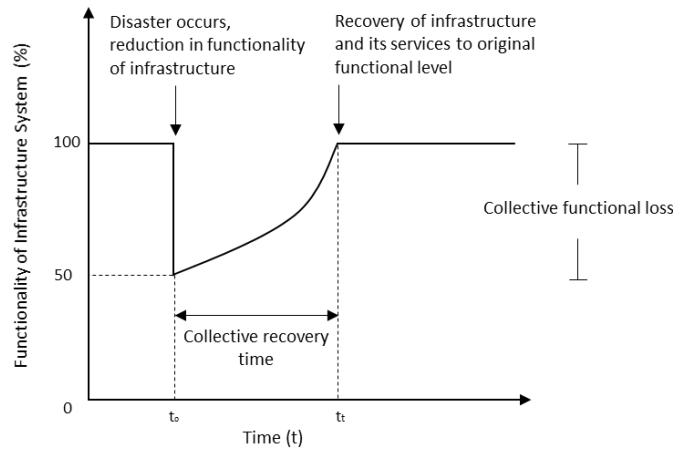 Disaster occurs,
reduction in functionality
of infrastructure
Recovery of infrastructure
and its services to original
functional level
Functionality of Infrastructure System (%)
100
Collective functional loss
50
Collective recovery
time
0
tₒ
tₜ
Time (t)